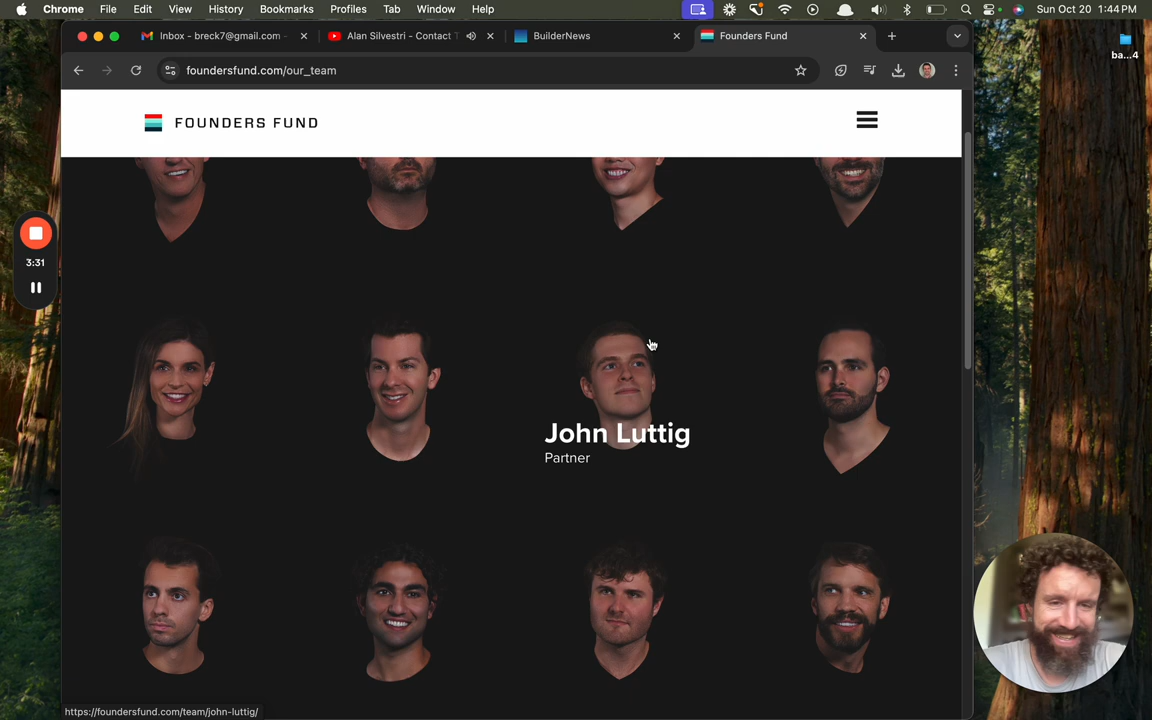 Chrome File Edit View History Bookmarks Profiles Tab Window Help Sun Oct 20 1:44 PM
Inbox - breck7@gmail.com - Alan Silvestri - Contact T BuilderNews Founders Fund
ba...4
foundersfund.com/our_team
FOUNDERS FUND
3:31
John Luttig
Partner
https://foundersfund.com/team/john-luttig/